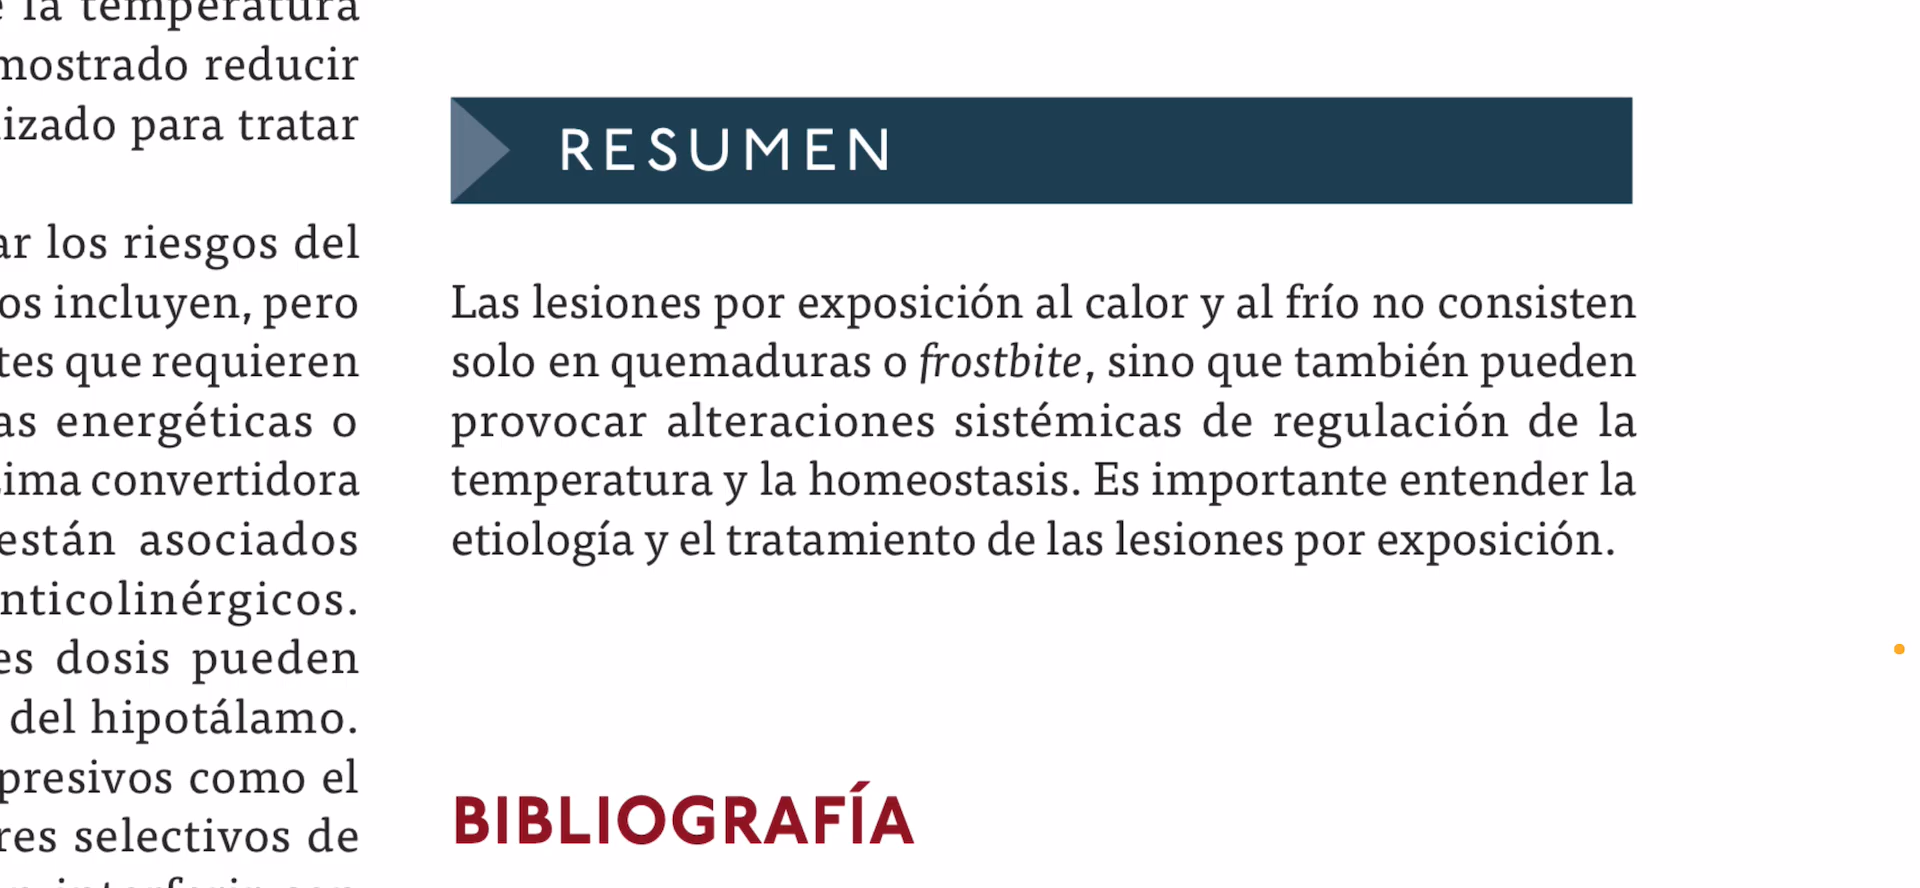 la temperatura
mostrado reducir
izado para tratar
ar los riesgos del
os incluyen, pero
tes que requieren
as energéticas o
ima convertidora
están asociados
nticolinérgicos.
es dosis pueden
del hipotálamo.
presivos como el
res selectivos de
RESUMEN
Las lesiones por exposición al calor y al frío no consisten
solo en quemaduras o frostbite, sino que también pueden
provocar alteraciones sistémicas de regulación de la
temperatura y la homeostasis. Es importante entender la
etiología y el tratamiento de las lesiones por exposición.
BIBLIOGRAFÍA